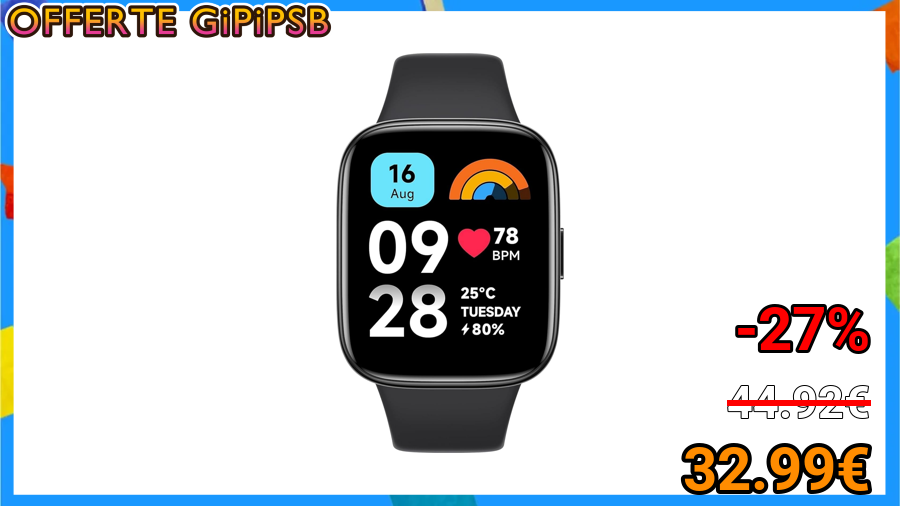 OFFERTE GiPiPSB
16
Aug
09
78
BPM
28
25°C
TUESDAY
80%
-27%
44.92€
32.99€